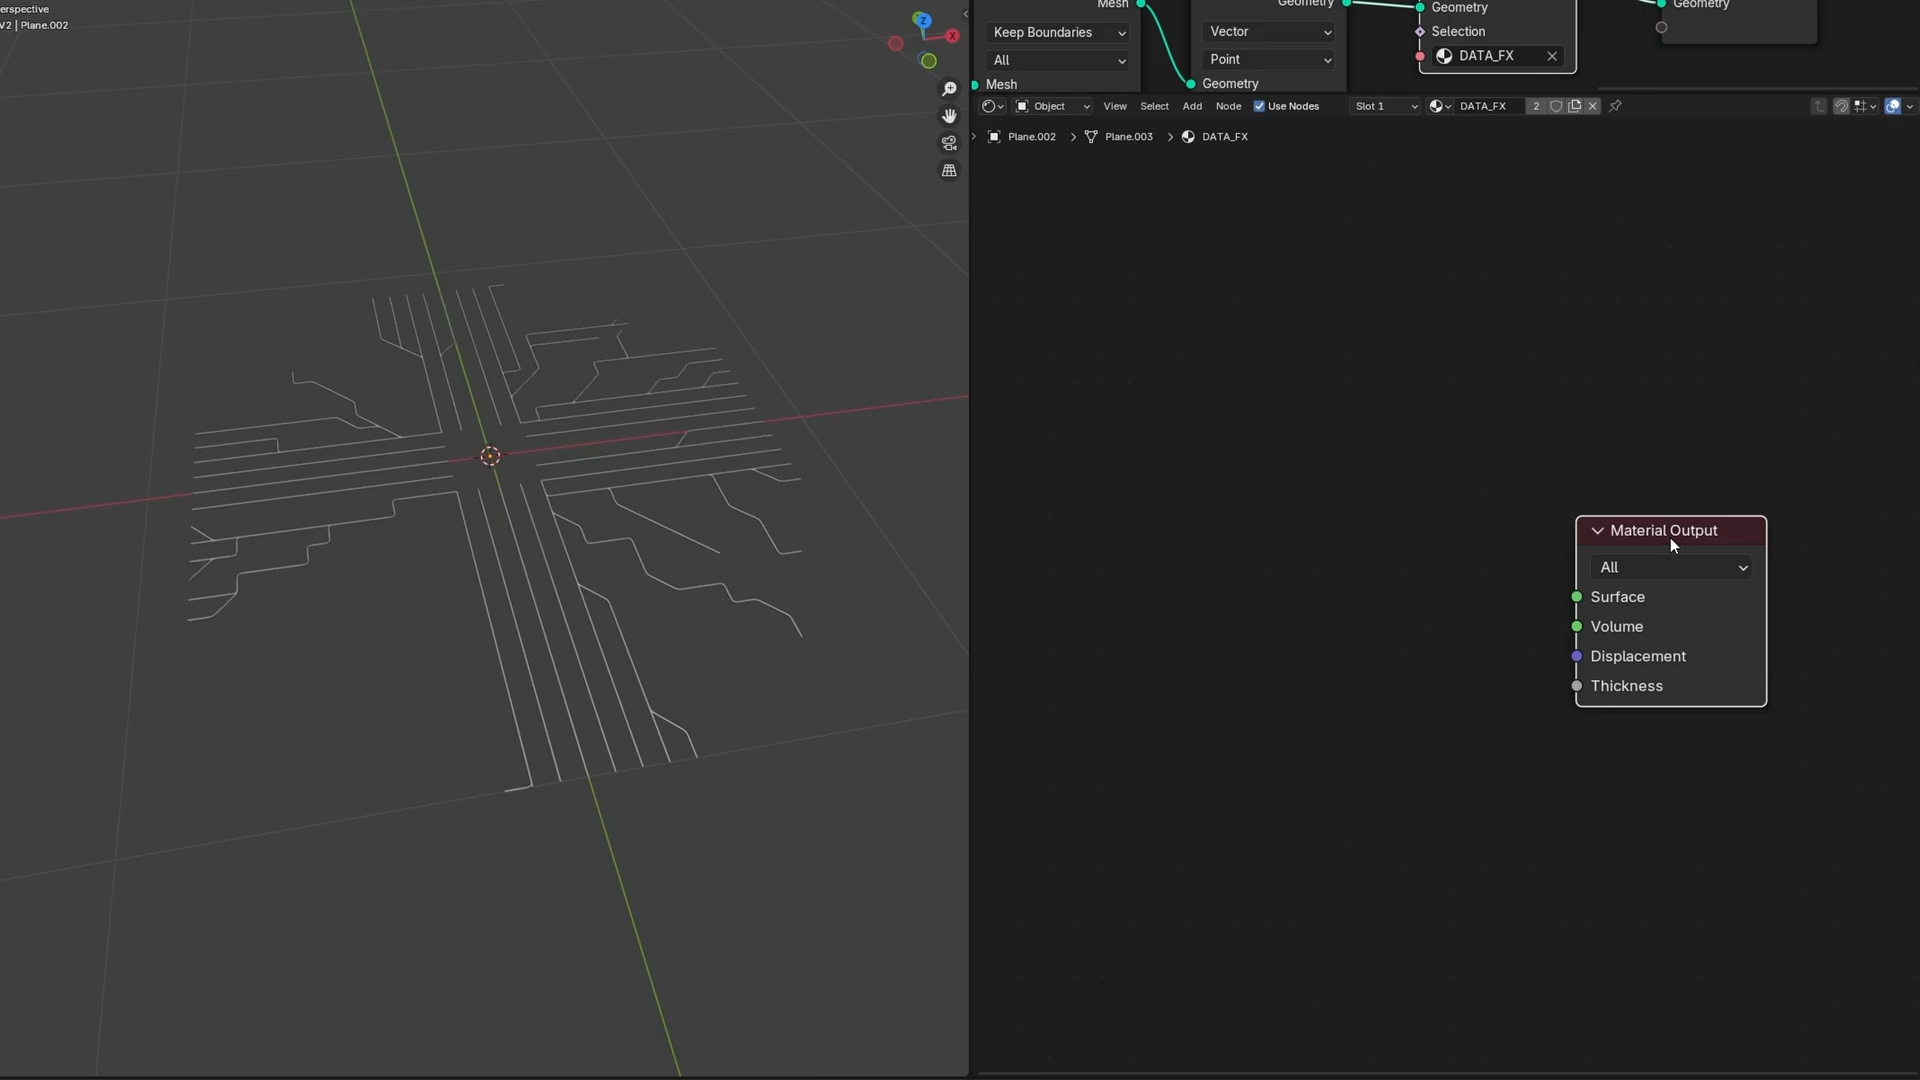 erspective
V2 | Plane.002
Z
X
Mesh
Keep Boundaries
All
Mesh
Geometry
Vector
Point
Geometry
Geometry
Selection
DATA_FX
Geometry
Object
View
Select
Add
Node
Use Nodes
Slot 1
DATA_FX
2
Plane.002
Plane.003
DATA_FX
Material Output
All
Surface
Volume
Displacement
Thickness